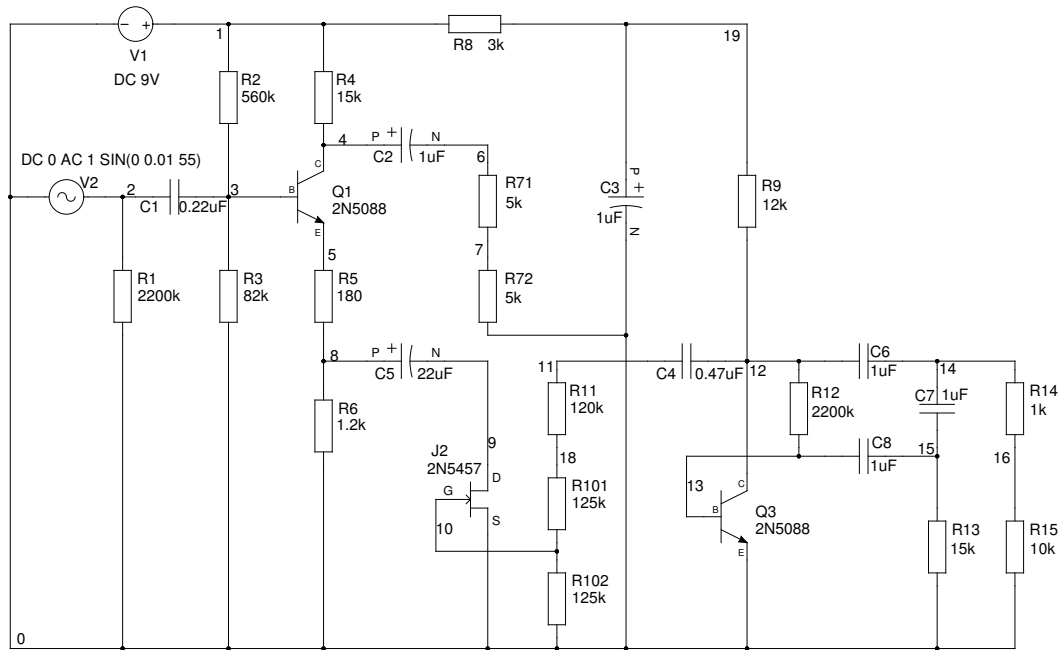 1
19
V1
DC 9V
R8 3k
R2
560k
R4
15k
4
P + N
C2 1uF
6
DC 0 AC 1 SIN(0 0.01 55)
V2
2
C1 0.22uF
3
C
B
E
Q1
2N5088
R71
5k
P
+
C3
1uF
N
R9
12k
5
7
R1
2200k
R3
82k
R5
180
R72
5k
8
P + N
C5 22uF
11
C4 0.47uF
12
C6
1uF
14
R6
1.2k
R11
120k
R12
2200k
C7 1uF
R14
1k
9
J2
2N5457
18
C8
1uF
15
16
G
D
S
10
R101
125k
13
C
B
E
Q3
2N5088
R13
15k
R15
10k
R102
125k
0